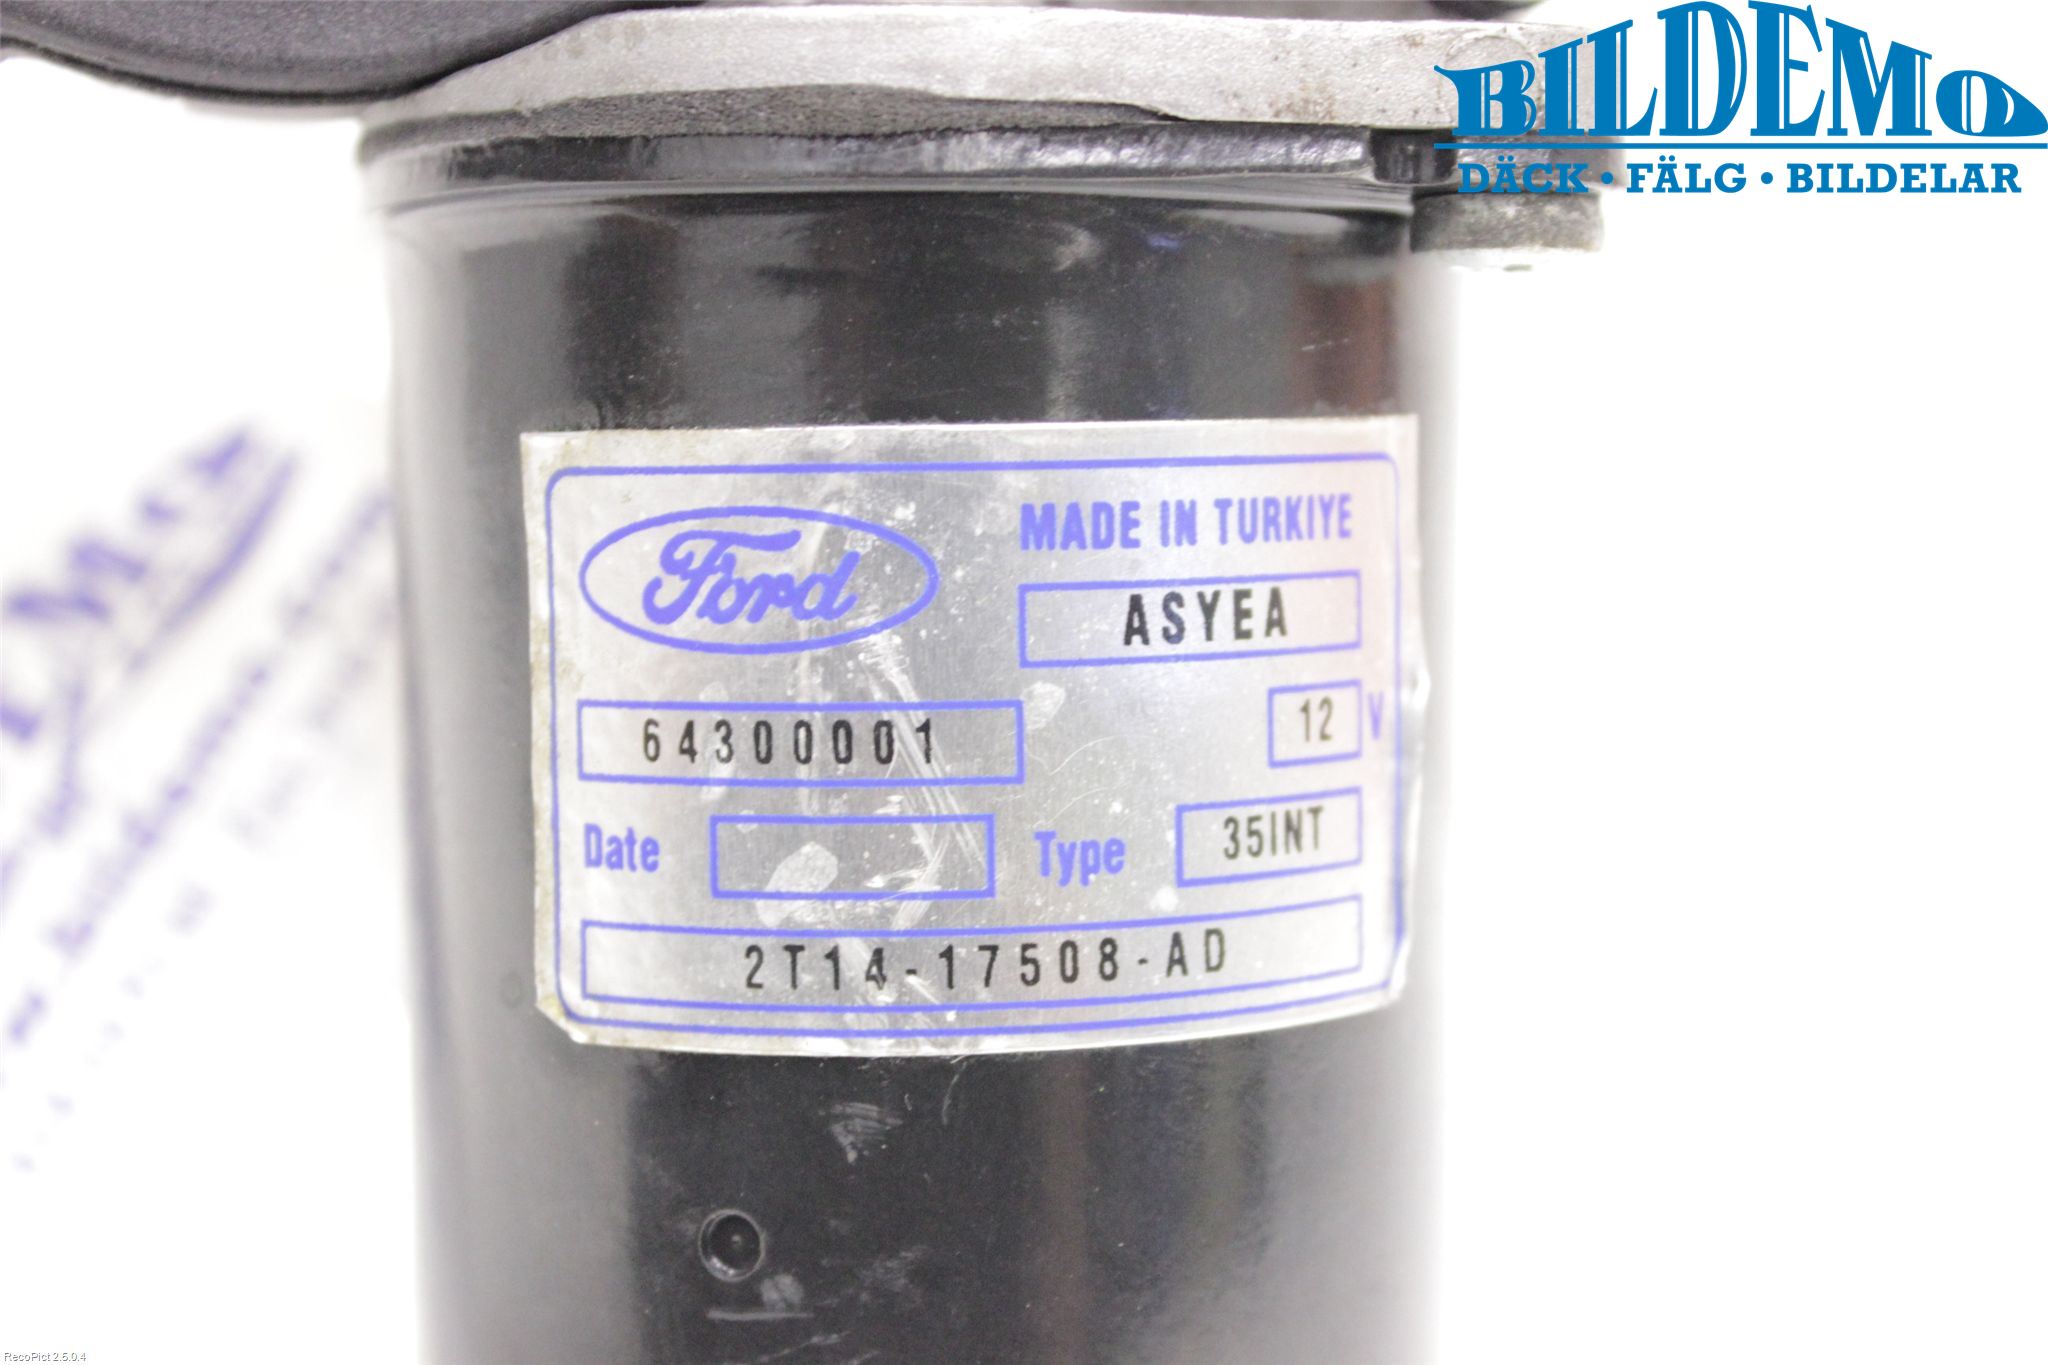 BILDEMO
DÄCK • FÄLG • BILDELAR
Ford
MADE IN TURKIYE
ASYEA
64300001
12 V
Date
Type 35INT
2T14-17508-AD
RecoPict 2.5.0.4